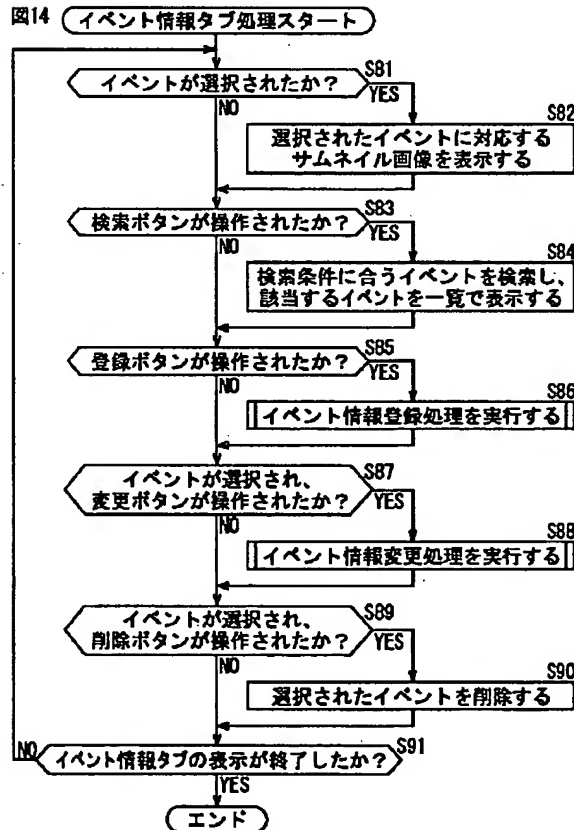 図14
イベント情報タブ処理スタート
イベントが選択されたか?
S81
YES
NO
S82
選択されたイベントに対応する
サムネイル画像を表示する
検索ボタンが操作されたか?
S83
YES
NO
S84
検索条件に合うイベントを検索し、
該当するイベントを一覧で表示する
登録ボタンが操作されたか?
S85
YES
NO
S86
イベント情報登録処理を実行する
イベントが選択され、
変更ボタンが操作されたか?
S87
YES
NO
S88
イベント情報変更処理を実行する
イベントが選択され、
削除ボタンが操作されたか?
S89
YES
NO
S90
選択されたイベントを削除する
イベント情報タブの表示が終了したか?
S91
NO
YES
エンド